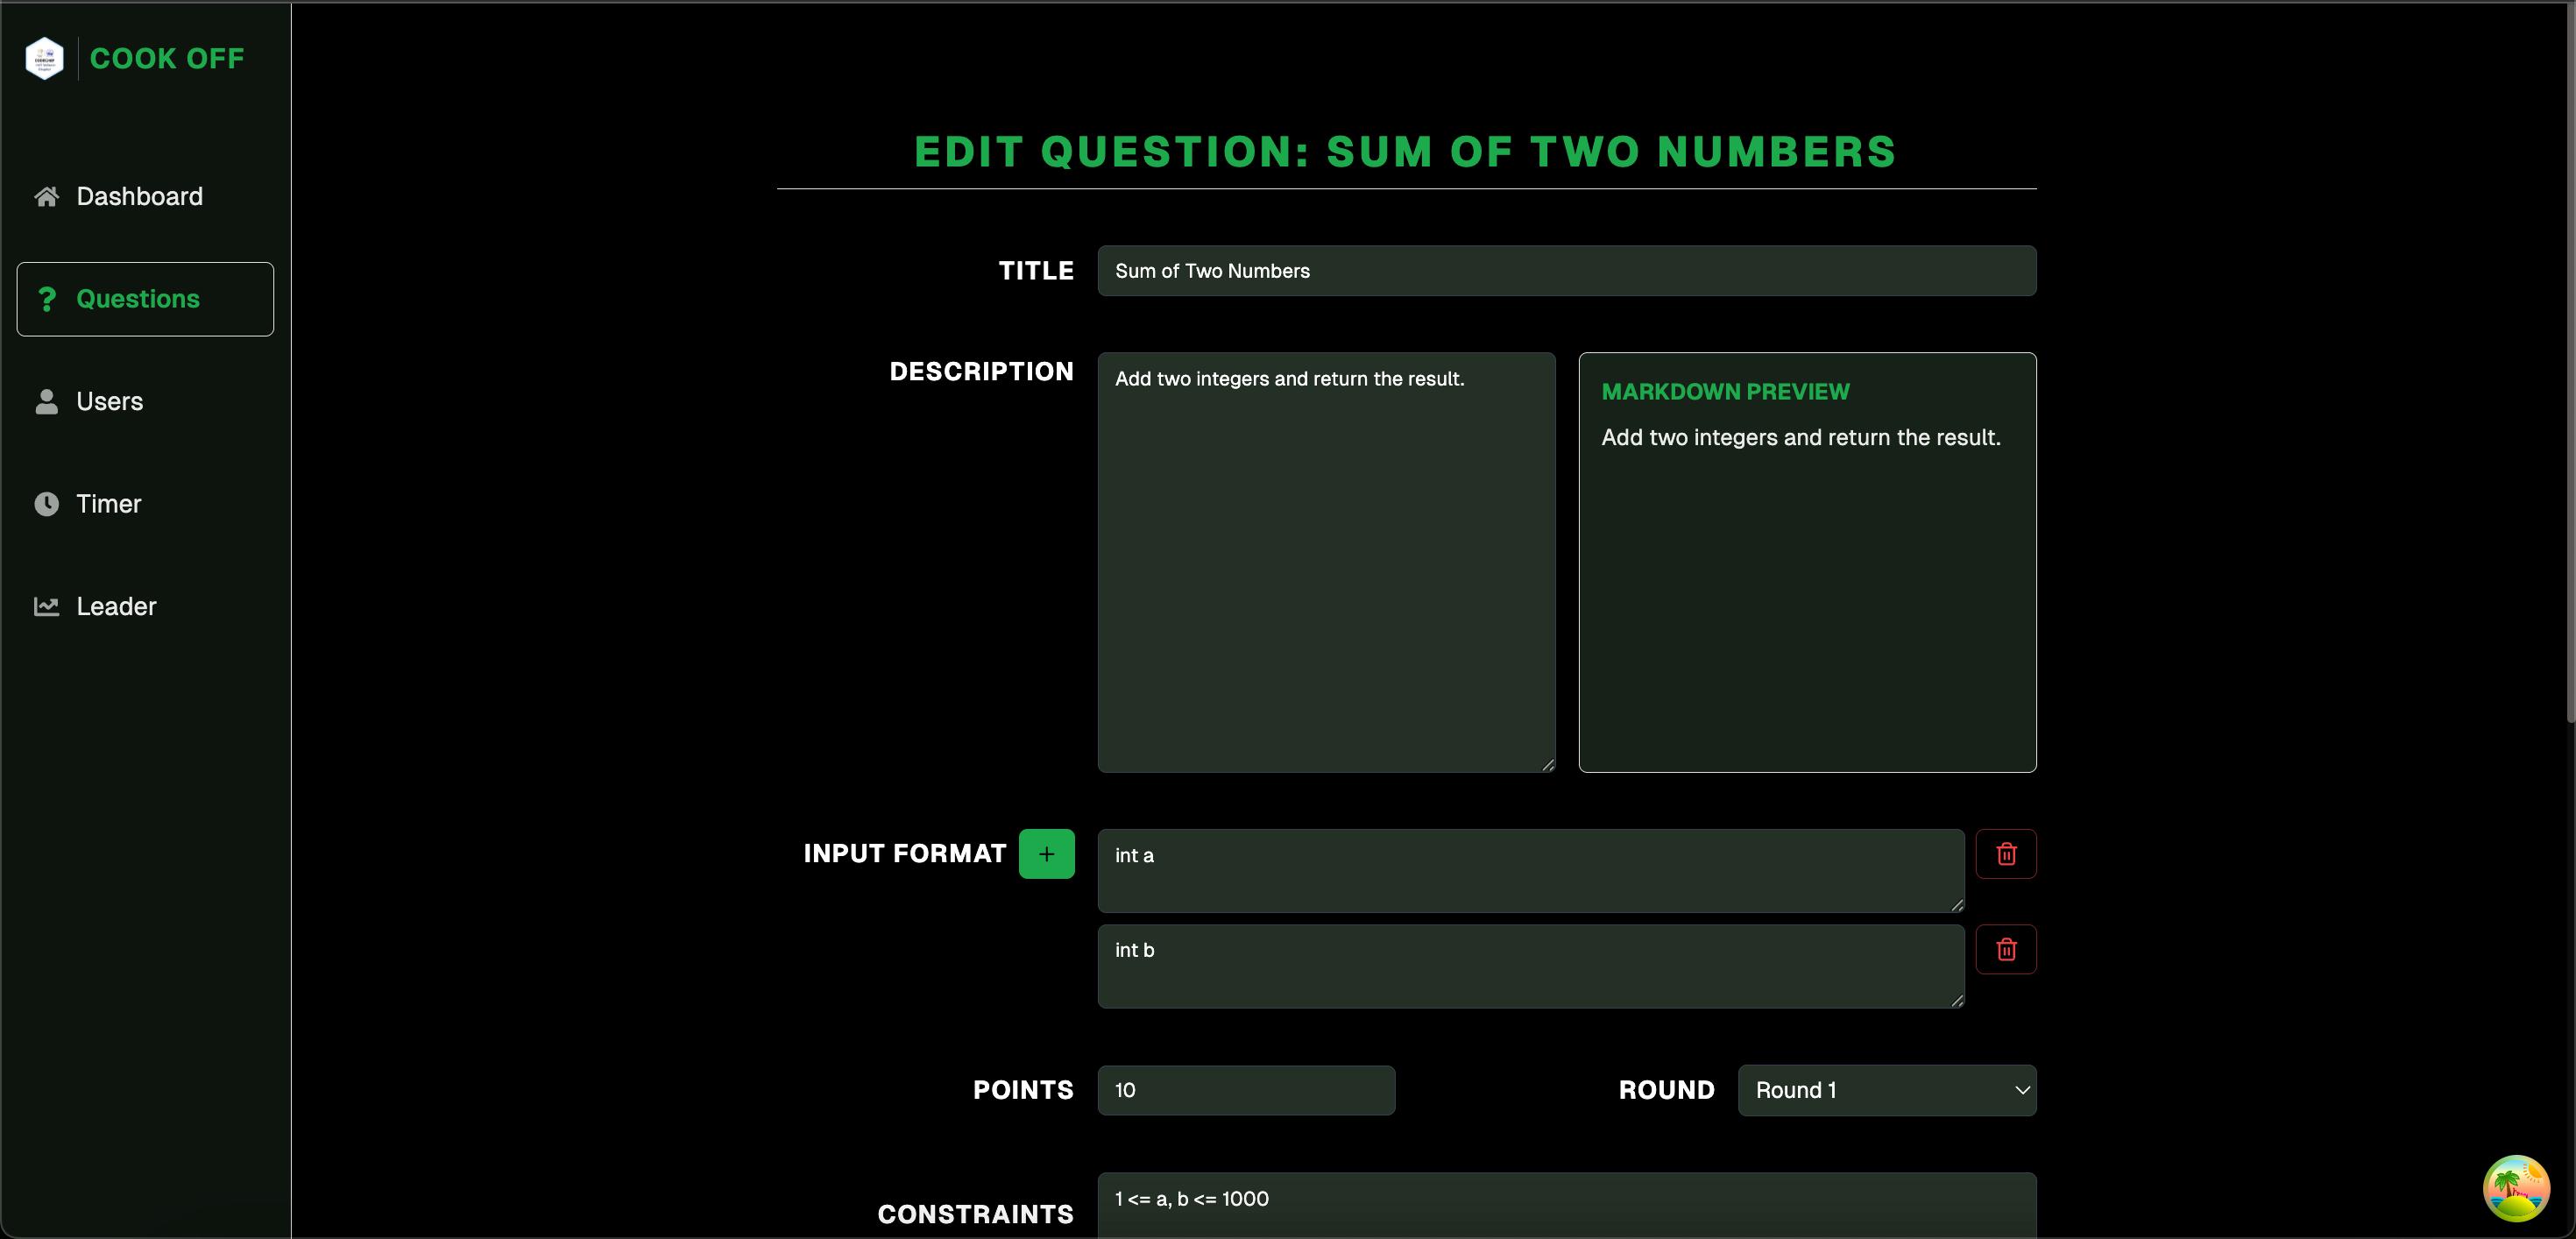 COOK OFF
Dashboard
Questions
Users
Timer
Leader
EDIT QUESTION: SUM OF TWO NUMBERS
TITLE
Sum of Two Numbers
DESCRIPTION
Add two integers and return the result.
MARKDOWN PREVIEW
Add two integers and return the result.
INPUT FORMAT
+
int a
int b
POINTS
10
ROUND
Round 1
CONSTRAINTS
1 <= a, b <= 1000